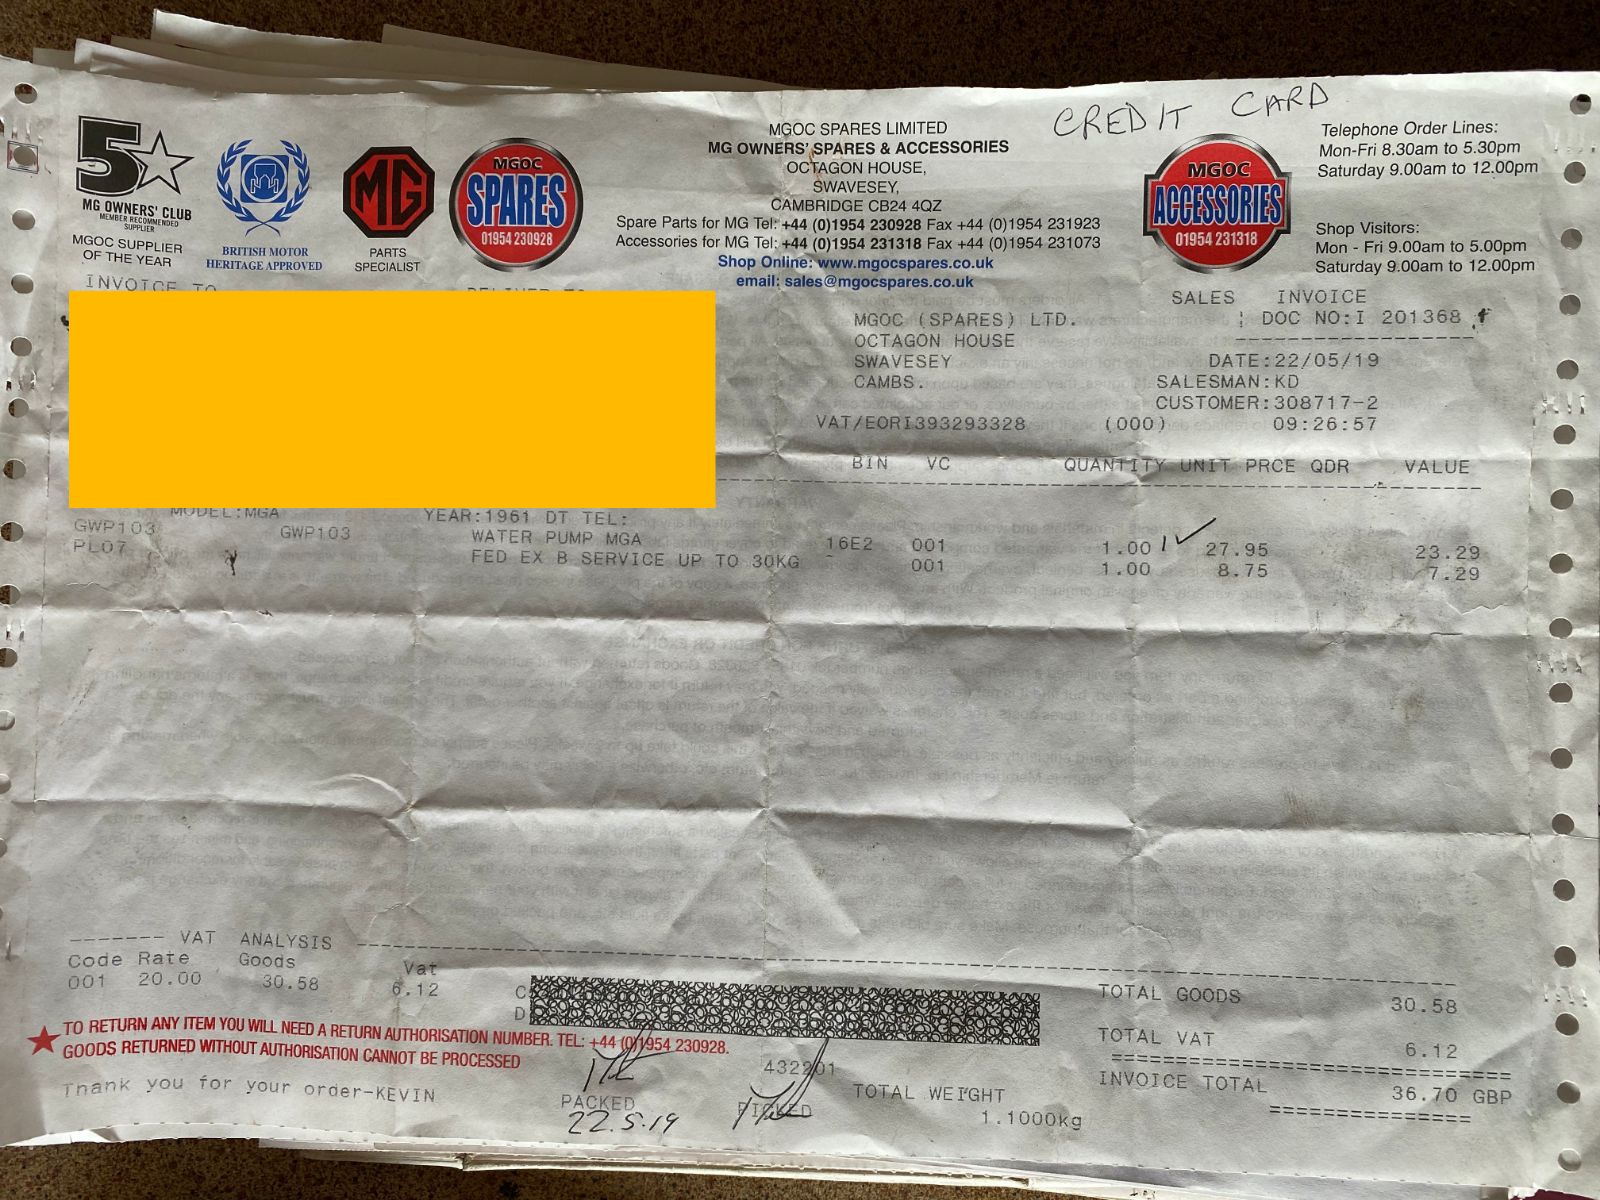 CREDIT CARD
5
MG OWNERS' CLUB
MEMBER RECOMMENDED
SUPPLIER
MGOC SUPPLIER
OF THE YEAR
BRITISH MOTOR
HERITAGE APPROVED
MG
PARTS
SPECIALIST
MGOC
SPARES
01954 230928
MGOC SPARES LIMITED
MG OWNERS' SPARES & ACCESSORIES
OCTAGON HOUSE,
SWAVESEY,
CAMBRIDGE CB24 4QZ
Spare Parts for MG Tel: +44 (0)1954 230928 Fax +44 (0)1954 231923
Accessories for MG Tel: +44 (0)1954 231318 Fax +44 (0)1954 231073
Shop Online: www.mgocspares.co.uk
email: sales@mgocspares.co.uk
MGOC
ACCESSORIES
01954 231318
Telephone Order Lines:
Mon-Fri 8.30am to 5.30pm
Saturday 9.00am to 12.00pm
Shop Visitors:
Mon - Fri 9.00am to 5.00pm
Saturday 9.00am to 12.00pm
INVOICE TO DELIVER TO
SALES INVOICE
MGOC (SPARES) LTD. ¦ DOC NO:I 201368
OCTAGON HOUSE
SWAVESEY DATE:22/05/19
CAMBS. SALESMAN:KD
CUSTOMER:308717-2
VAT/EORI393293328 (000) 09:26:57
BIN VC QUANTITY UNIT PRCE QDR VALUE
MODEL:MGA YEAR:1961 DT TEL:
GWP103 GWP103 WATER PUMP MGA 16E2 001 1.00 1 ✓ 27.95 23.29
PL07 FED EX B SERVICE UP TO 30KG 001 1.00 8.75 7.29
------- VAT ANALYSIS
Code Rate Goods Vat
001 20.00 30.58 6.12
C
D
TOTAL GOODS 30.58
TOTAL VAT 6.12
INVOICE TOTAL 36.70 GBP
TO RETURN ANY ITEM YOU WILL NEED A RETURN AUTHORISATION NUMBER. TEL: +44 (0)1954 230928.
GOODS RETURNED WITHOUT AUTHORISATION CANNOT BE PROCESSED
Thank you for your order-KEVIN
432201
PACKED PICKED
22.5.19
TOTAL WEIGHT
1.1000kg